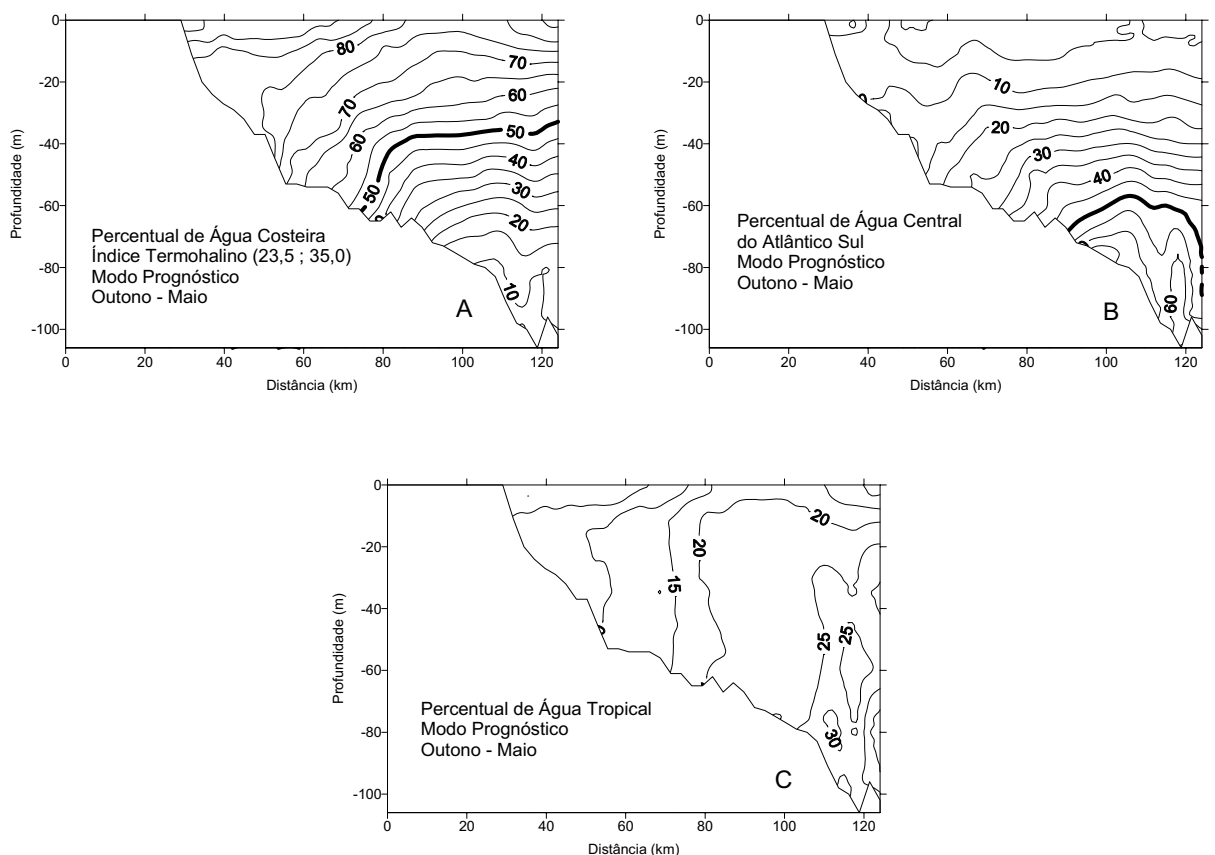 0
-20
-40
-60
-80
-100
Profundidade (m)
0 20 40 60 80 100 120
Distância (km)
80
70
60
70
60
50
50
40
30
20
10
Percentual de Água Costeira
Índice Termohalino (23,5 ; 35,0)
Modo Prognóstico
Outono - Maio
A
0
-20
-40
-60
-80
-100
Profundidade (m)
0 20 40 60 80 100 120
Distância (km)
10
20
30
40
60
Percentual de Água Central
do Atlântico Sul
Modo Prognóstico
Outono - Maio
B
0
-20
-40
-60
-80
-100
Profundidade (m)
0 20 40 60 80 100 120
Distância (km)
20
20
15
25
25
30
Percentual de Água Tropical
Modo Prognóstico
Outono - Maio
C